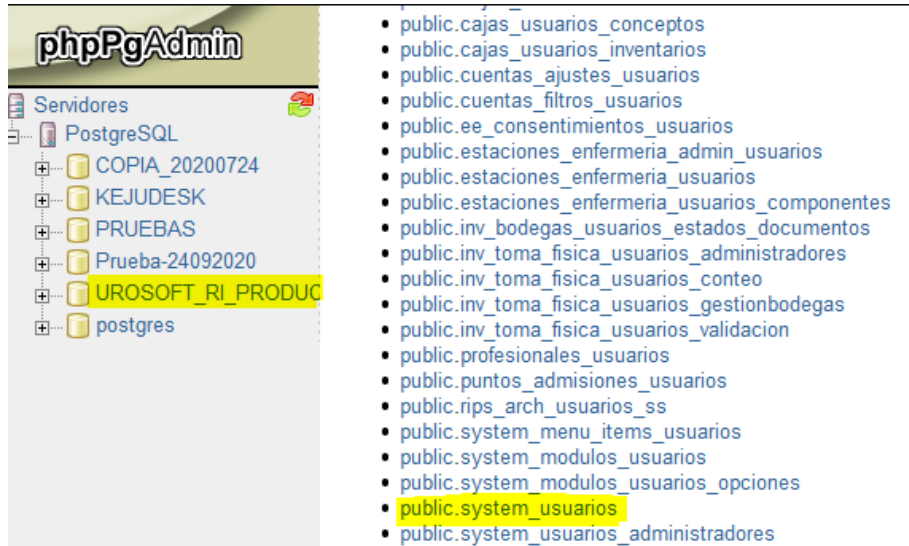 phpPgAdmin
Servidores
PostgreSQL
COPIA_20200724
KEJUDESK
PRUEBAS
Prueba-24092020
UROSOFT_RI_PRODUC
postgres
public.cajas_usuarios_conceptos
public.cajas_usuarios_inventarios
public.cuentas_ajustes_usuarios
public.cuentas_filtros_usuarios
public.ee_consentimientos_usuarios
public.estaciones_enfermeria_admin_usuarios
public.estaciones_enfermeria_usuarios
public.estaciones_enfermeria_usuarios_componentes
public.inv_bodegas_usuarios_estados_documentos
public.inv_toma_fisica_usuarios_administradores
public.inv_toma_fisica_usuarios_conteo
public.inv_toma_fisica_usuarios_gestionbodegas
public.inv_toma_fisica_usuarios_validacion
public.profesionales_usuarios
public.puntos_admisiones_usuarios
public.rips_arch_usuarios_ss
public.system_menu_items_usuarios
public.system_modulos_usuarios
public.system_modulos_usuarios_opciones
public.system_usuarios
public.system_usuarios_administradores